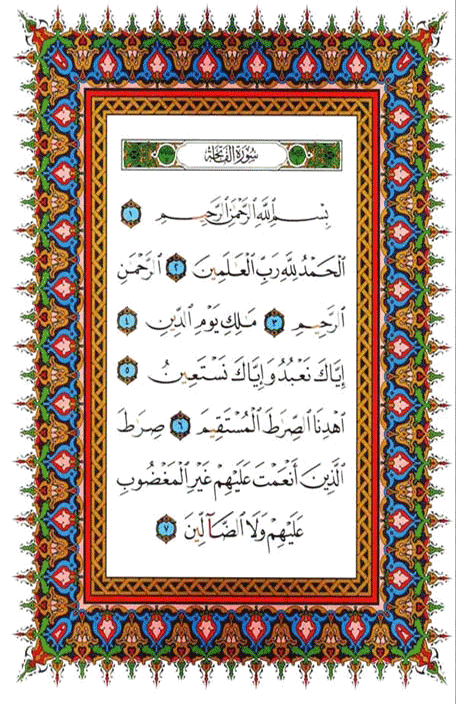 سُورَةُ الفَاتِحَةِ
بِسْمِ ٱللَّهِ ٱلرَّحْمَٰنِ ٱلرَّحِيمِ ١
ٱلْحَمْدُ لِلَّهِ رَبِّ ٱلْعَٰلَمِينَ ٢ ٱلرَّحْمَٰنِ
ٱلرَّحِيمِ ٣ مَٰلِكِ يَوْمِ ٱلدِّينِ ٤
إِيَّاكَ نَعْبُدُ وَإِيَّاكَ نَسْتَعِينُ ٥
ٱهْدِنَا ٱلصِّرَٰطَ ٱلْمُسْتَقِيمَ ٦ صِرَٰطَ
ٱلَّذِينَ أَنْعَمْتَ عَلَيْهِمْ غَيْرِ ٱلْمَغْضُوبِ
عَلَيْهِمْ وَلَا ٱلضَّآلِّينَ ٧